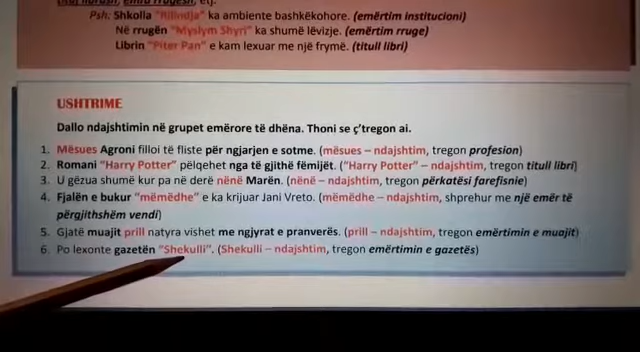 tituj librash, emra rrugësh, etj.
Psh: Shkolla "Rilindja" ka ambiente bashkëkohore. (emërtim institucioni)
Në rrugën "Myslym Shyri" ka shumë lëvizje. (emërtim rruge)
Librin "Piter Pan" e kam lexuar me një frymë. (titull libri)
USHTRIME
Dallo ndajshtimin në grupet emërore të dhëna. Thoni se ç'tregon ai.
1. Mësues Agroni filloi të fliste për ngjarjen e sotme. (mësues – ndajshtim, tregon profesion)
2. Romani "Harry Potter" pëlqehet nga të gjithë fëmijët. ("Harry Potter" – ndajshtim, tregon titull libri)
3. U gëzua shumë kur pa në derë nënë Marën. (nënë – ndajshtim, tregon përkatësi farefisnie)
4. Fjalën e bukur "mëmëdhe" e ka krijuar Jani Vreto. (mëmëdhe – ndajshtim, shprehur me një emër të
përgjithshëm vendi)
5. Gjatë muajit prill natyra vishet me ngjyrat e pranverës. (prill – ndajshtim, tregon emërtimin e muajit)
6. Po lexonte gazetën "Shekulli". (Shekulli – ndajshtim, tregon emërtimin e gazetës)